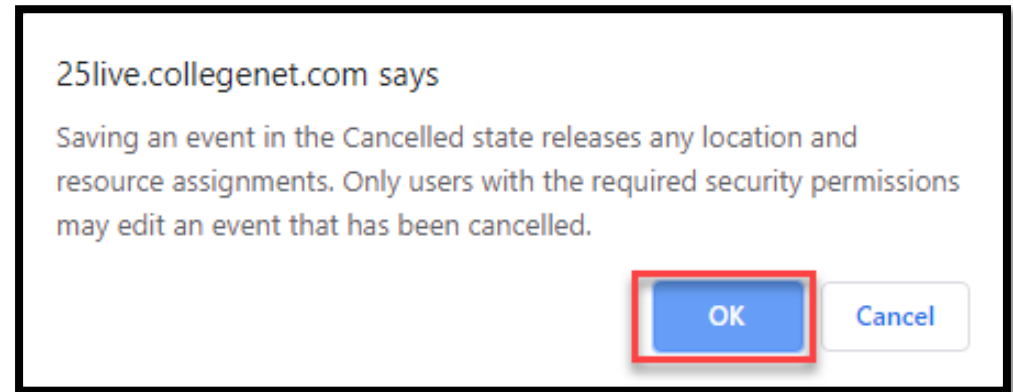 25live.collegenet.com says
Saving an event in the Cancelled state releases any location and
resource assignments. Only users with the required security permissions
may edit an event that has been cancelled.
OK
Cancel